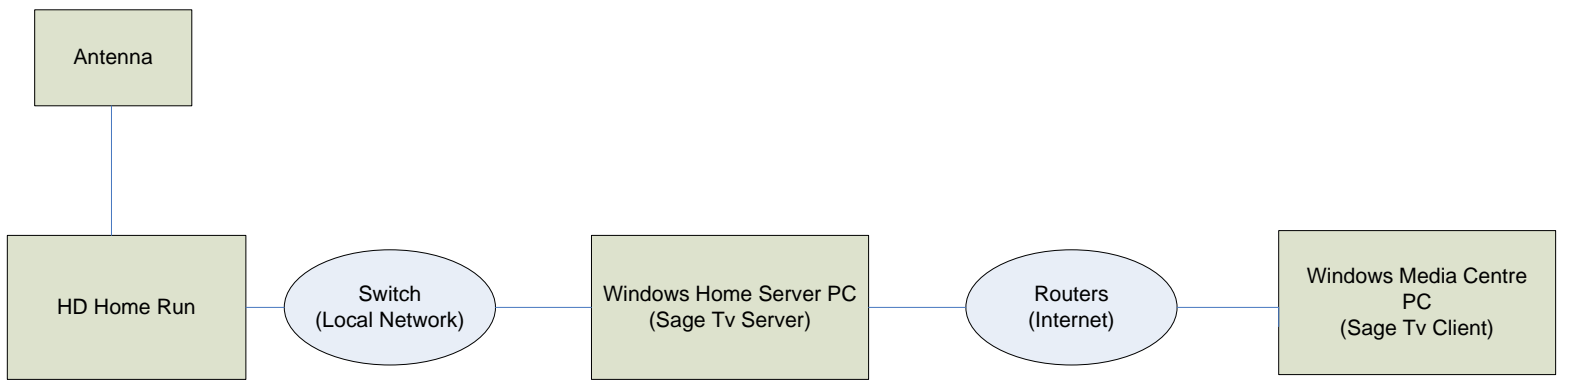 Antenna
HD Home Run
Switch
(Local Network)
Windows Home Server PC
(Sage Tv Server)
Routers
(Internet)
Windows Media Centre
PC
(Sage Tv Client)